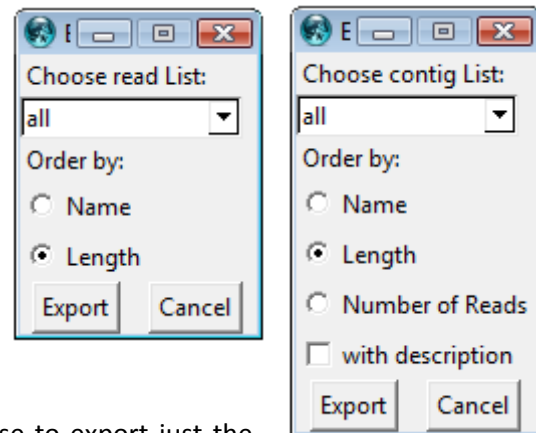 E
Choose read List:
all
Order by:
Name
Length
Export Cancel
E
Choose contig List:
all
Order by:
Name
Length
Number of Reads
with description
Export Cancel
se to export just the